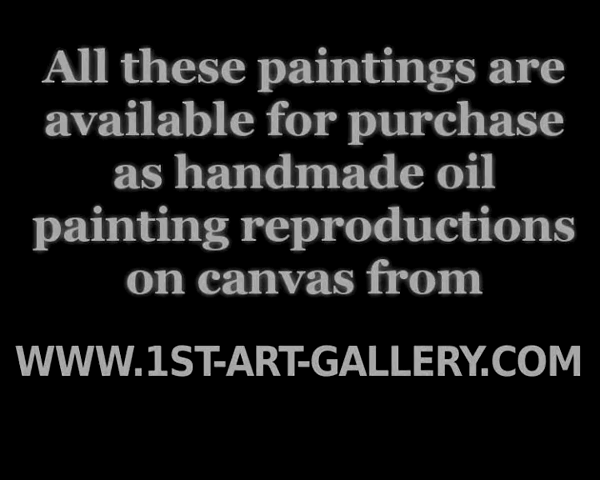 All these paintings are
available for purchase
as handmade oil
painting reproductions
on canvas from
WWW.1ST-ART-GALLERY.COM